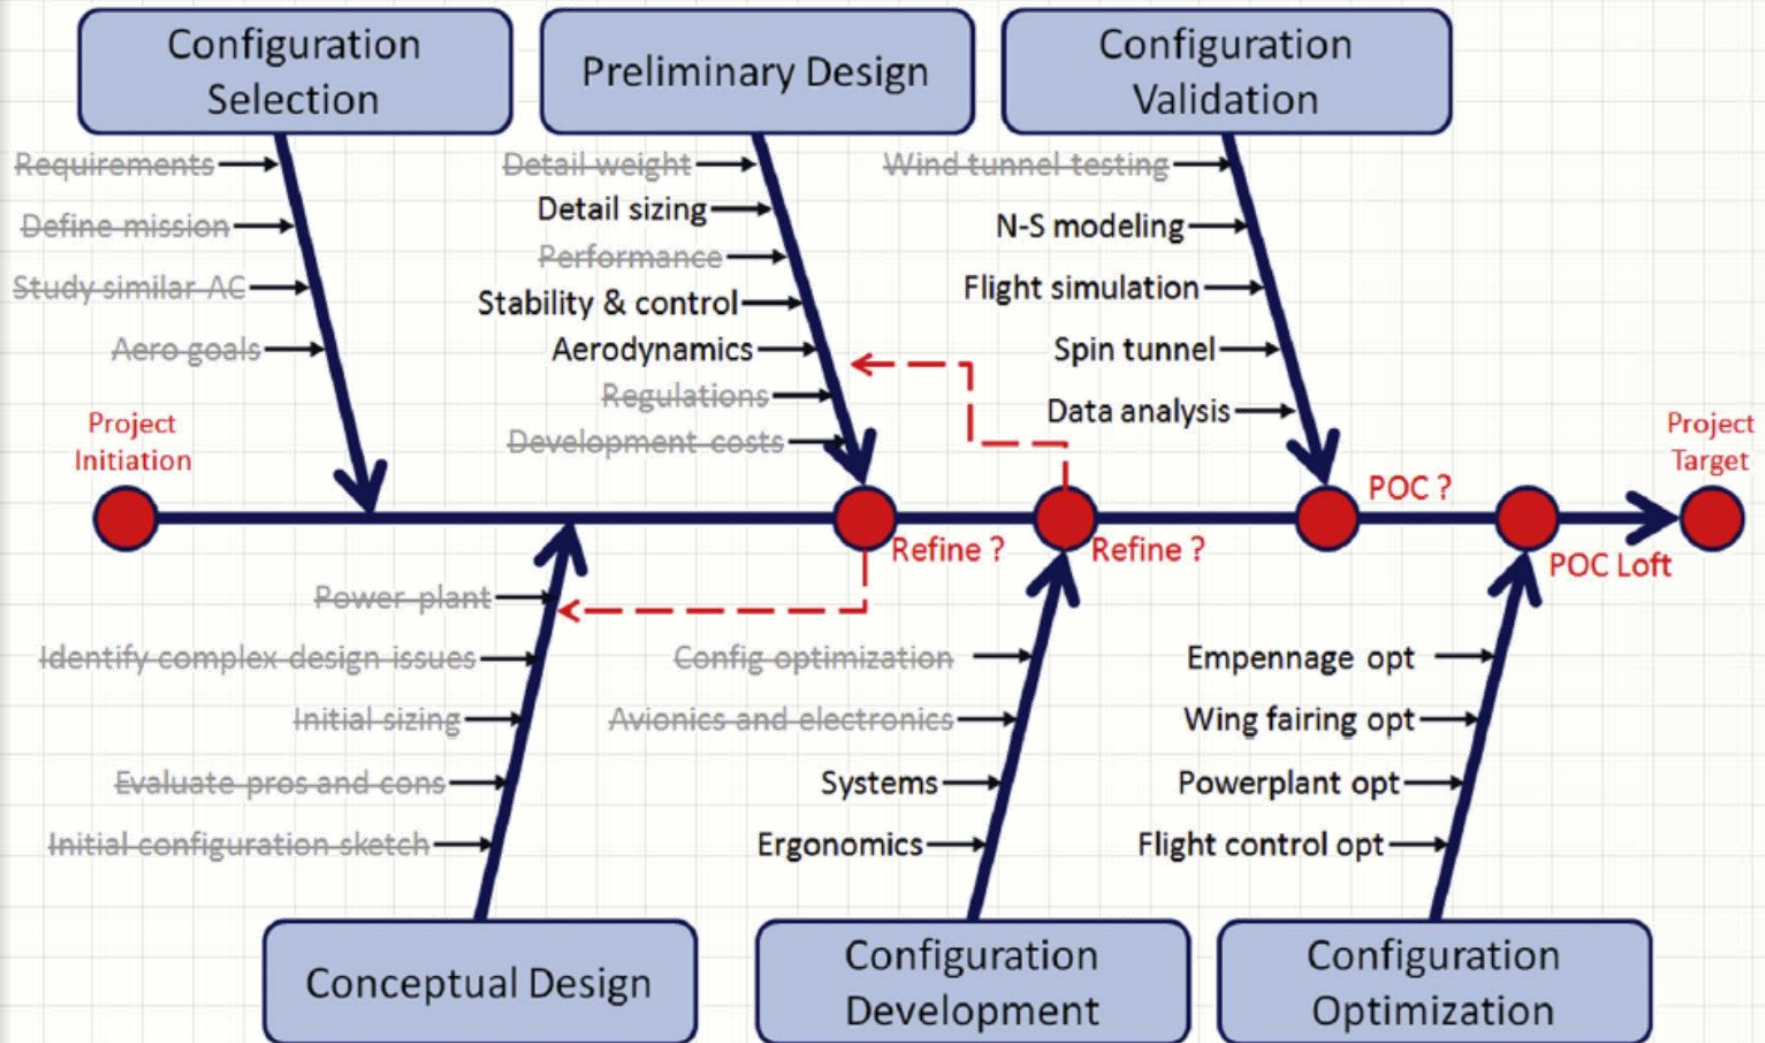 Configuration
Selection
Preliminary Design
Configuration
Validation
Requirements
Define mission
Study similar AC
Aero goals
Detail weight
Detail sizing
Performance
Stability & control
Aerodynamics
Regulations
Development costs
Wind tunnel testing
N-S modeling
Flight simulation
Spin tunnel
Data analysis
Project
Initiation
Refine ?
Refine ?
POC ?
POC Loft
Project
Target
Power plant
Identify complex design issues
Initial sizing
Evaluate pros and cons
Initial configuration sketch
Config optimization
Avionics and electronics
Systems
Ergonomics
Empennage opt
Wing fairing opt
Powerplant opt
Flight control opt
Conceptual Design
Configuration
Development
Configuration
Optimization